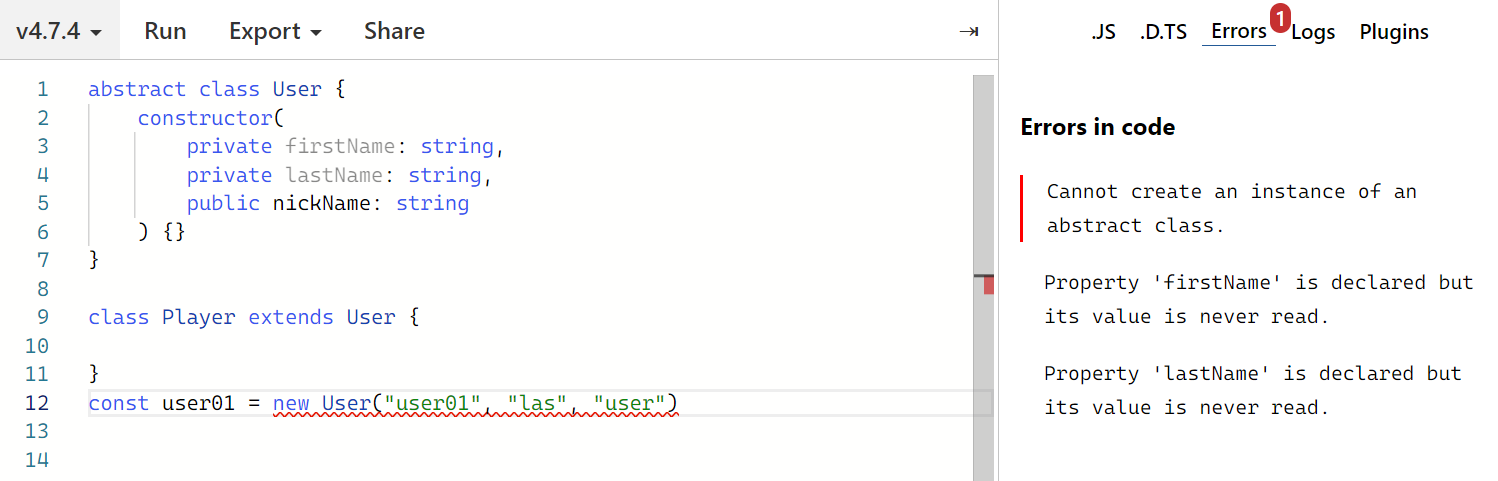 v4.7.4 Run Export Share .JS .D.TS Errors 1 Logs Plugins
1 abstract class User {
2     constructor(
3         private firstName: string,
4         private lastName: string,
5         public nickName: string
6     ) {}
7 }
8
9 class Player extends User {
10
11 }
12 const user01 = new User("user01", "las", "user")
13
14
Errors in code
Cannot create an instance of an
abstract class.
Property 'firstName' is declared but
its value is never read.
Property 'lastName' is declared but
its value is never read.